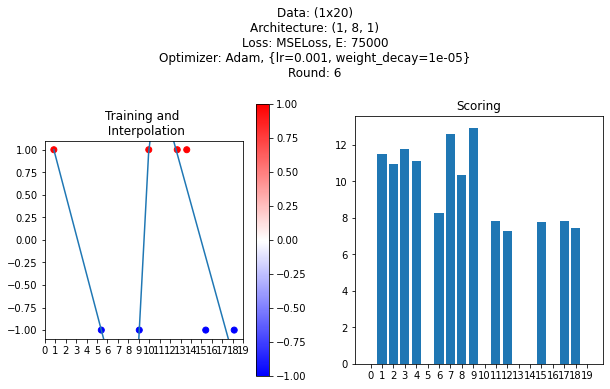 Data: (1x20)
Architecture: (1, 8, 1)
Loss: MSELoss, E: 75000
Optimizer: Adam, {lr=0.001, weight_decay=1e-05}
Round: 6
Training and
Interpolation
1.00
0.75
0.50
0.25
0.00
−0.25
−0.50
−0.75
−1.00
0 1 2 3 4 5 6 7 8 9 10 11 12 13 14 15 16 17 18 19
1.00
0.75
0.50
0.25
0.00
−0.25
−0.50
−0.75
−1.00
Scoring
12
10
8
6
4
2
0
0 1 2 3 4 5 6 7 8 9 10 11 12 13 14 15 16 17 18 19